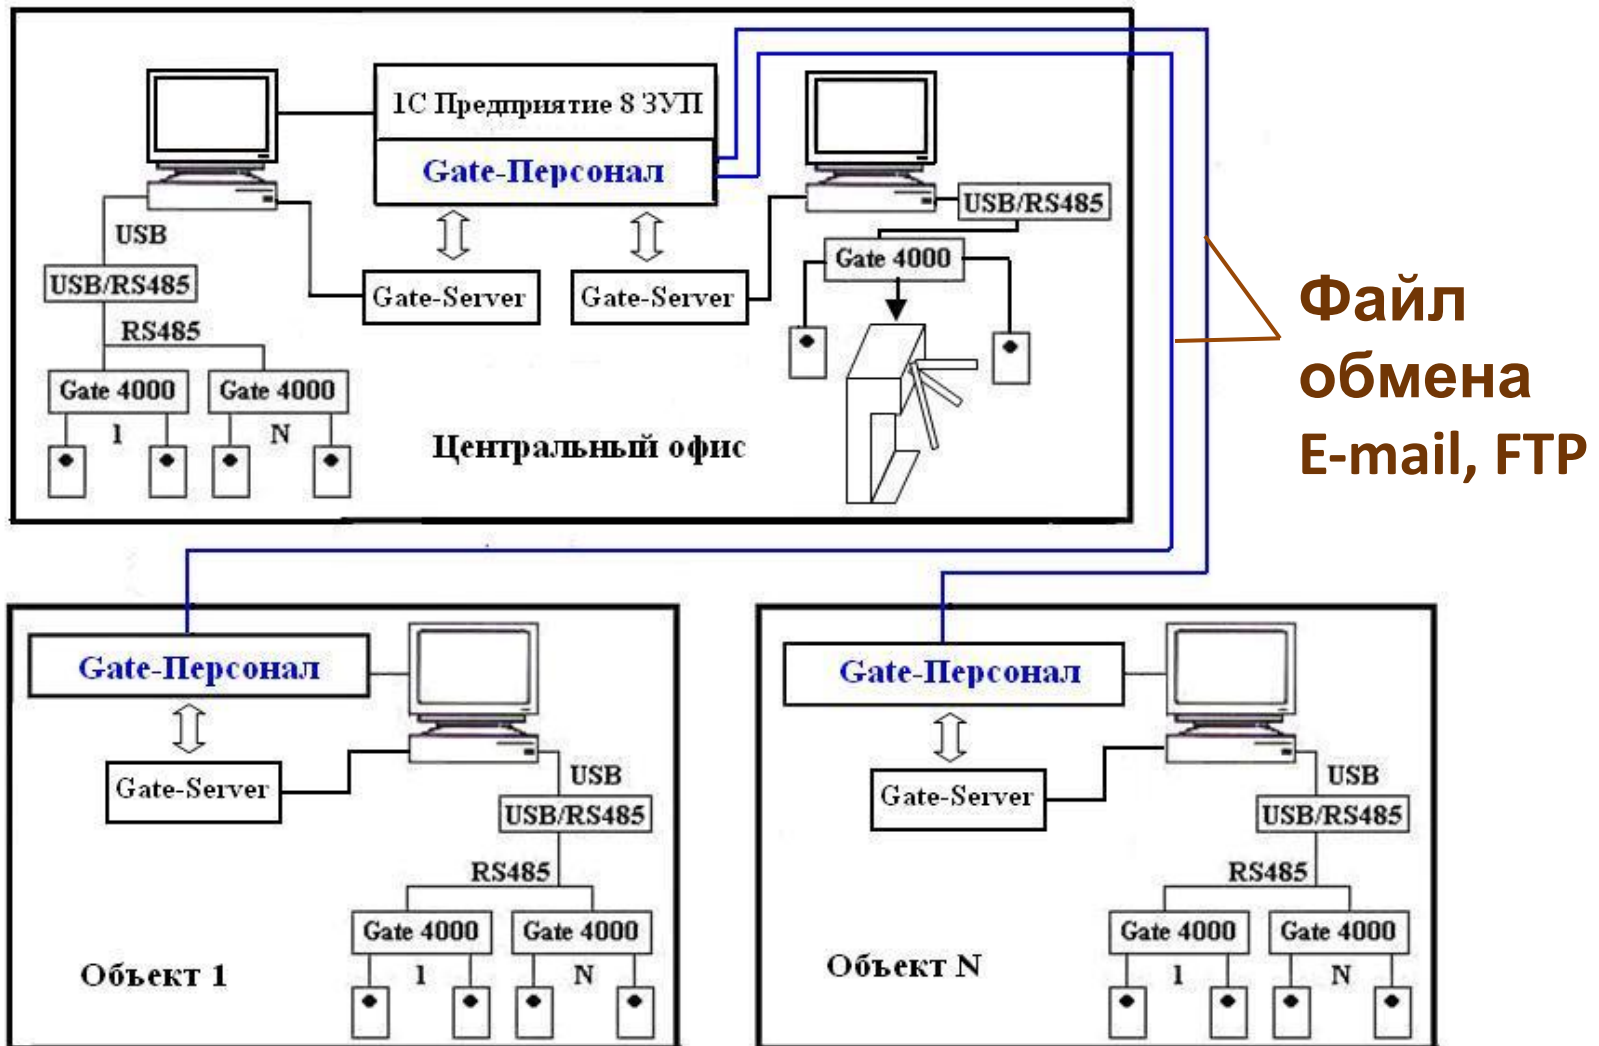 1С Предприятие 8 ЗУП
Gate-Персонал
USB/RS485
USB
Gate 4000
USB/RS485
Gate-Server
Gate-Server
RS485
Gate 4000
Gate 4000
1
N
Центральный офис
Файл
обмена
E-mail, FTP
Gate-Персонал
Gate-Server
USB
USB/RS485
RS485
Gate 4000
Gate 4000
1
N
Объект 1
Gate-Персонал
Gate-Server
USB
USB/RS485
RS485
Gate 4000
Gate 4000
1
N
Объект N